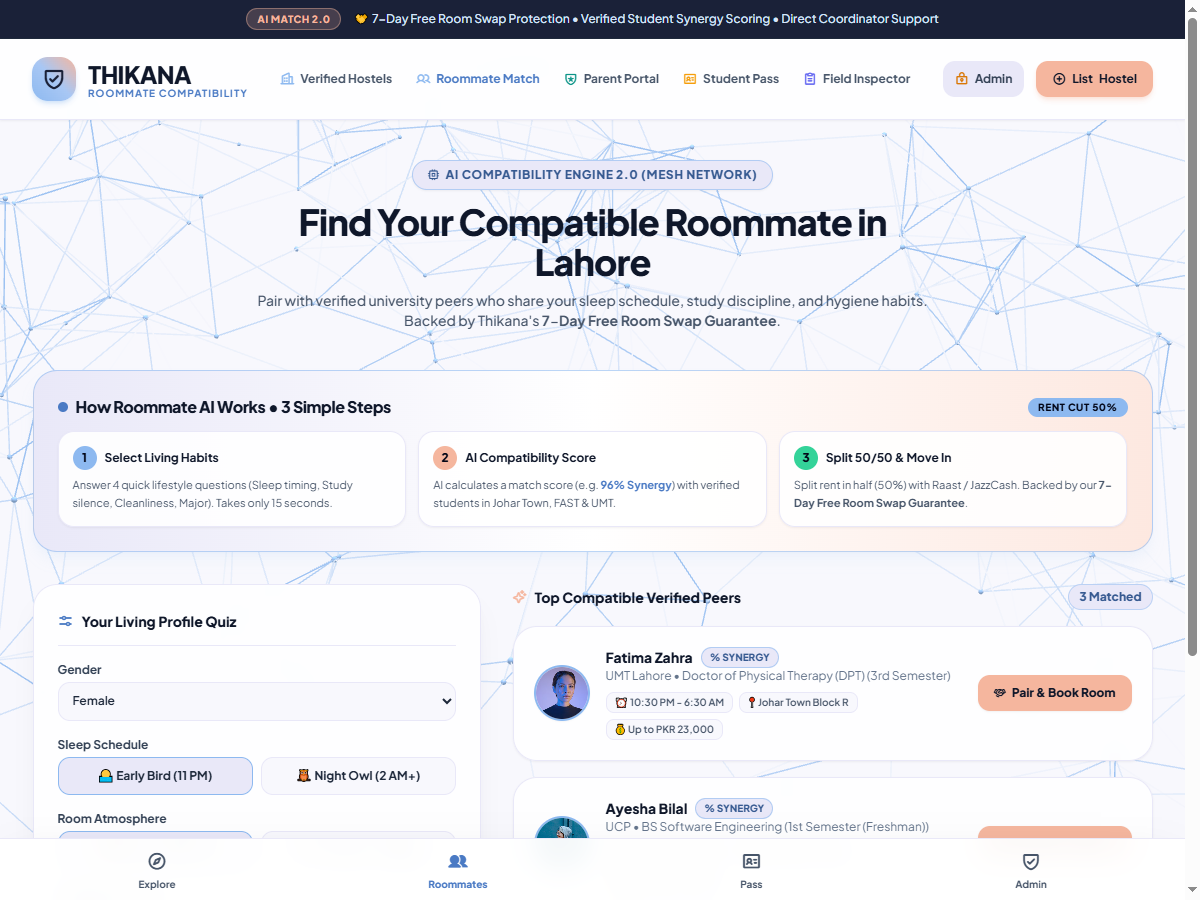 AI MATCH 2.0
7-Day Free Room Swap Protection • Verified Student Synergy Scoring • Direct Coordinator Support
THIKANA
ROOMMATE COMPATIBILITY
Verified Hostels
Roommate Match
Parent Portal
Student Pass
Field Inspector
Admin
List Hostel
AI COMPATIBILITY ENGINE 2.0 (MESH NETWORK)
Find Your Compatible Roommate in
Lahore
Pair with verified university peers who share your sleep schedule, study discipline, and hygiene habits.
Backed by Thikana's 7-Day Free Room Swap Guarantee.
How Roommate AI Works • 3 Simple Steps
RENT CUT 50%
1 Select Living Habits
Answer 4 quick lifestyle questions (Sleep timing, Study
silence, Cleanliness, Major). Takes only 15 seconds.
2 AI Compatibility Score
AI calculates a match score (e.g. 96% Synergy) with verified
students in Johar Town, FAST & UMT.
3 Split 50/50 & Move In
Split rent in half (50%) with Raast / JazzCash. Backed by our 7-
Day Free Room Swap Guarantee.
Your Living Profile Quiz
Gender
Female
Sleep Schedule
Early Bird (11 PM)
Night Owl (2 AM+)
Room Atmosphere
Top Compatible Verified Peers
3 Matched
Fatima Zahra
% SYNERGY
UMT Lahore • Doctor of Physical Therapy (DPT) (3rd Semester)
10:30 PM - 6:30 AM
Johar Town Block R
Up to PKR 23,000
Pair & Book Room
Ayesha Bilal
% SYNERGY
UCP • BS Software Engineering (1st Semester (Freshman))
Explore
Roommates
Pass
Admin